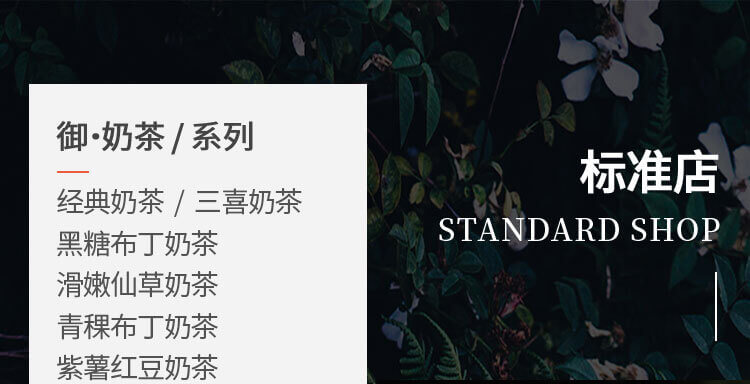 御·奶茶 / 系列
经典奶茶 / 三喜奶茶
黑糖布丁奶茶
滑嫩仙草奶茶
青稞布丁奶茶
紫薯红豆奶茶
标准店
STANDARD SHOP